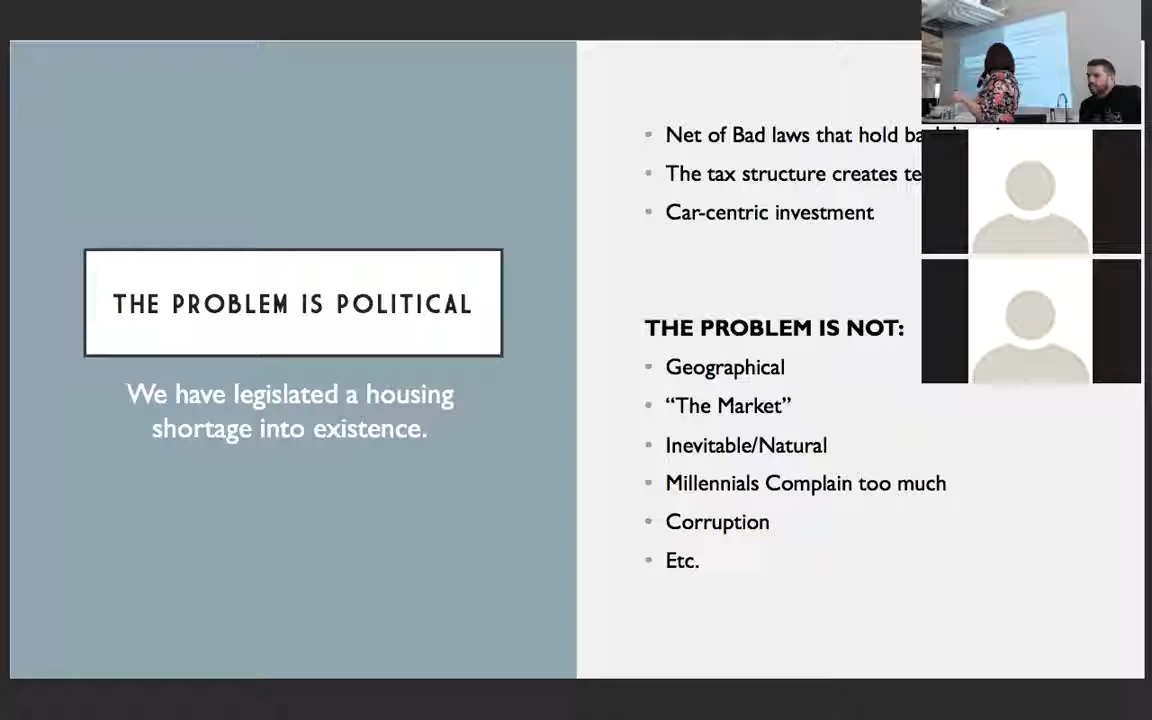 THE PROBLEM IS POLITICAL
We have legislated a housing
shortage into existence.
Net of Bad laws that hold
The tax structure creates
Car-centric investment
THE PROBLEM IS NOT:
Geographical
“The Market”
Inevitable/Natural
Millennials Complain too much
Corruption
Etc.